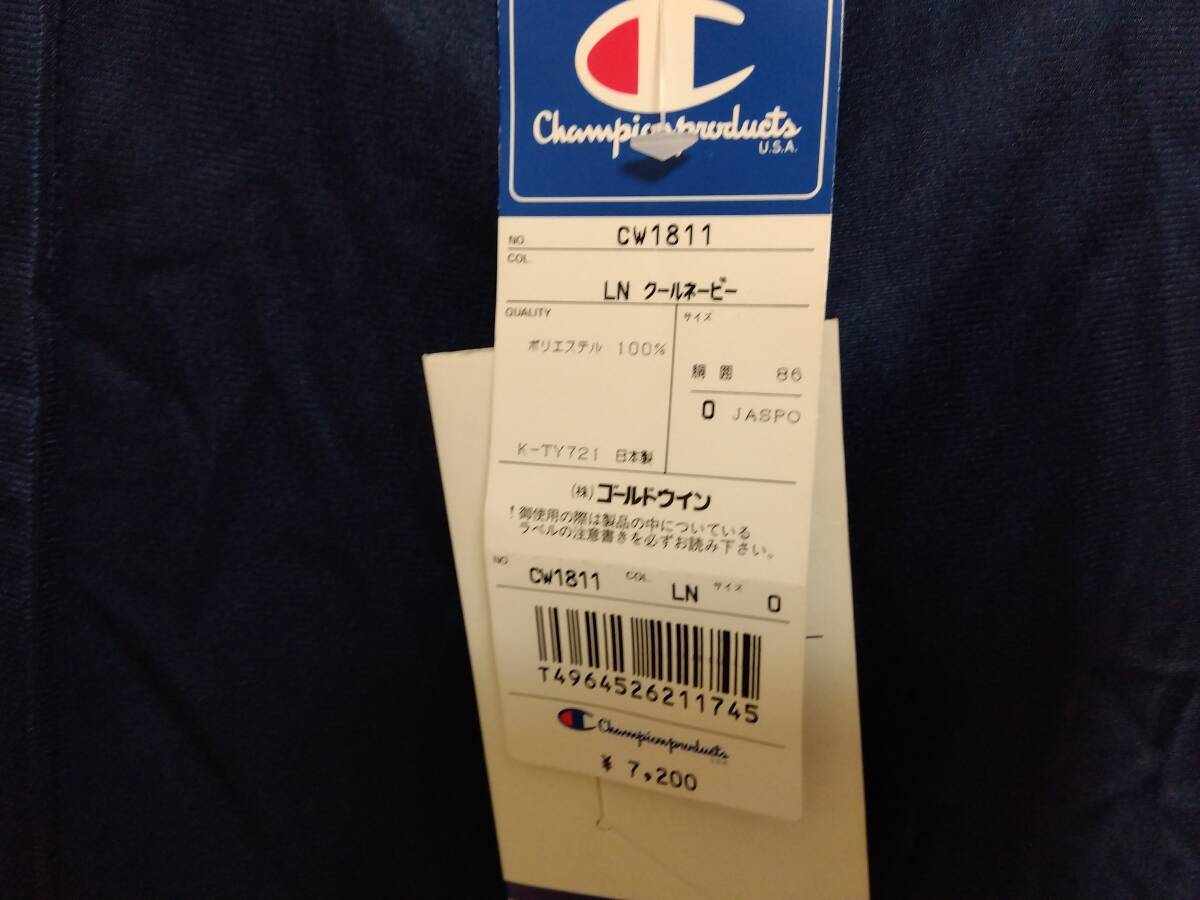 Championproducts
U.S.A.
NO. CW1811
COL.
LN クールネービー
QUALITY
ポリエステル 100%
サイズ
胴囲 86
0 JASPO
K-TY721 日本製
(株)ゴールドウイン
!御使用の際は製品の中についている
ラベルの注意書きを必ずお読み下さい。
NO CW1811 COL. LN サイズ 0
T4964526211745
Championproducts
¥ 7,200